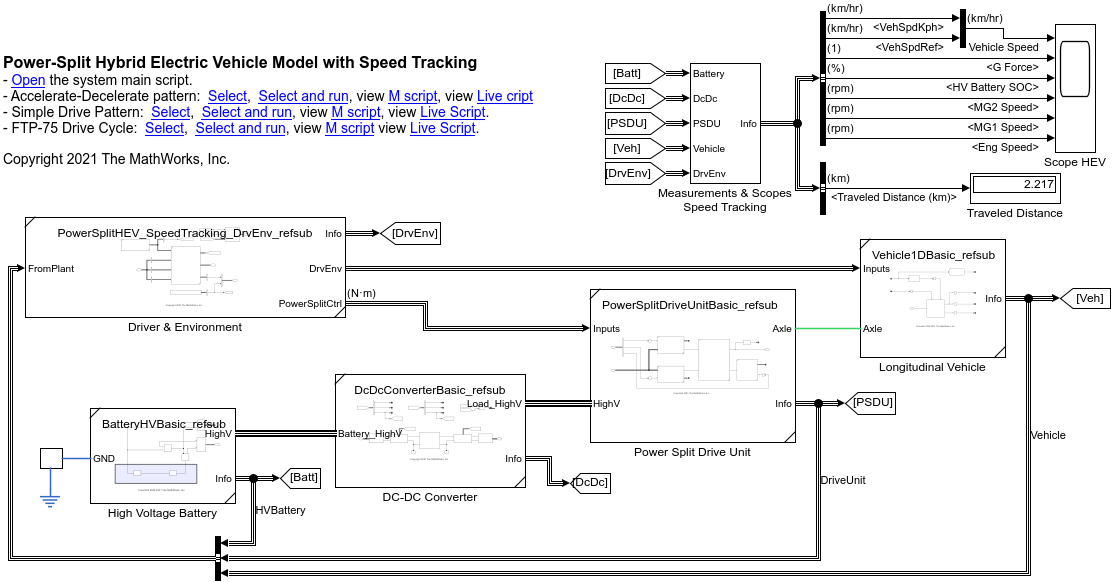 Power-Split Hybrid Electric Vehicle Model with Speed Tracking
- Open the system main script.
- Accelerate-Decelerate pattern: Select, Select and run, view M script, view Live cript
- Simple Drive Pattern: Select, Select and run, view M script, view Live Script.
- FTP-75 Drive Cycle: Select, Select and run, view M script view Live Script.
Copyright 2021 The MathWorks, Inc.
[Batt]
[DcDc]
[PSDU]
[Veh]
[DrvEnv]
Battery
DcDc
PSDU
Vehicle
DrvEnv
Info
Measurements & Scopes
Speed Tracking
(km/hr)
<VehSpdKph>
(km/hr)
<VehSpdRef>
(km/hr)
Vehicle Speed
(1)
<G Force>
(%)
<HV Battery SOC>
(rpm)
<MG2 Speed>
(rpm)
<MG1 Speed>
(rpm)
<Eng Speed>
Scope HEV
(km)
<Traveled Distance (km)>
2.217
Traveled Distance
PowerSplitHEV_SpeedTracking_DrvEnv_refsub
FromPlant
Info
DrvEnv
PowerSplitCtrl
Driver & Environment
[DrvEnv]
(N·m)
Vehicle1DBasic_refsub
Inputs
Axle
Info
Longitudinal Vehicle
[Veh]
PowerSplitDriveUnitBasic_refsub
Inputs
HighV
Axle
Info
Power Split Drive Unit
[PSDU]
DcDcConverterBasic_refsub
Load_HighV
Battery_HighV
Info
DC-DC Converter
[DcDc]
BatteryHVBasic_refsub
HighV
GND
Info
High Voltage Battery
[Batt]
HVBattery
DriveUnit
Vehicle